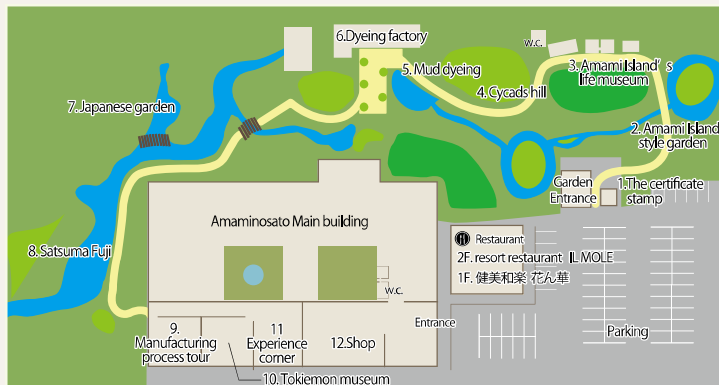 6.Dyeing factory
w.c.
3. Amami Island's
life museum
5. Mud dyeing
4. Cycads hill
7. Japanese garden
2. Amami Island
style garden
Garden
Entrance
1.The certificate
stamp
Amaminosato Main building
8. Satsuma Fuji
Restaurant
2F. resort restaurant IL MOLE
1F. 健美和楽 花ん華
w.c.
Entrance
Parking
9.
Manufacturing
process tour
11
Experience
corner
12.Shop
10. Tokiemon museum